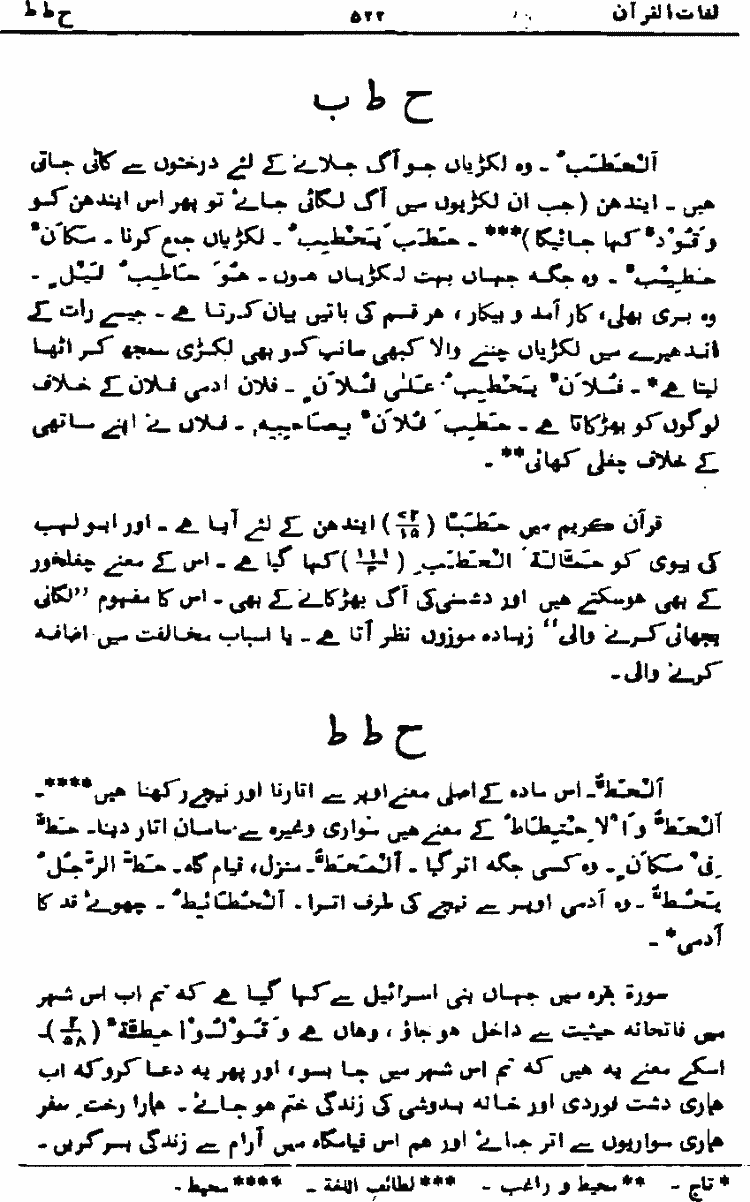 لغات القرآن ۵۲۲ ح ط ط
ح ط ب
اَلْحَطَبُ ۔ وہ لکڑیاں جو آگ جلانے کے لئے درختوں سے کاٹی جاتی
ہیں ۔ ایندھن (جب ان لکڑیوں میں آگ لگائی جائے تو پھر اس ایندھن کو
وَقُوْدٌ کہا جائیگا)*** ۔ حَطَبَ یَحْطِبُ ۔ لکڑیاں جمع کرنا ۔ مَکَانٌ
حَطِیْبٌ ۔ وہ جگہ جہاں بہت لکڑیاں ہوں ۔ ہُوَ حَاطِبُ لَیْلٍ ۔
وہ بری بھلی، کار آمد و بیکار، ہر قسم کی باتیں بیان کرتا ہے ۔ جیسے رات کے
اندھیرے میں لکڑیاں چننے والا کبھی سانپ کو بھی لکڑی سمجھ کر اٹھا
لیتا ہے* ۔ فُلَانٌ یَحْطِبُ عَلٰی فُلَانٍ ۔ فلاں آدمی فلاں کے خلاف
لوگوں کو بھڑکاتا ہے ۔ حَطَبَ فُلَانٌ بِصَاحِبِہٖ ۔ فلاں نے اپنے ساتھی
کے خلاف چغلی کھائی** ۔
قرآن کریم میں حَطَبًا (۷۲/۱۵) ایندھن کے لئے آیا ہے ۔ اور ابو لہب
کی بیوی کو حَمَّالَۃَ الْحَطَبِ (۱۱۱/۴) کہا گیا ہے ۔ اس کے معنے چغلخور
کے بھی ہوسکتے ہیں اور دشمنی کی آگ بھڑکانے کے بھی ۔ اس کا مفہوم ’’لگائی
بجھائی کرنے والی‘‘ زیادہ موزوں نظر آتا ہے ۔ یا اسباب مخالفت میں اضافہ
کرنے والی ۔
ح ط ط
اَلْحَطُّ ۔ اس مادہ کے اصلی معنے اوپر سے اتارنا اور نیچے رکھنا ہیں**** ۔
اَلْحَطُّ وَ الْاِحْتِطَاطُ کے معنے ہیں سواری وغیرہ سے سامان اتار دینا ۔ حَطَّ
فِیْ مَکَانٍ ۔ وہ کسی جگہ اتر گیا ۔ اَلْمَحَطُّ ۔ منزل، قیام گاہ ۔ حَطَّ الرَّجُلُ
یَحُطُّ ۔ وہ آدمی اوپر سے نیچے کی طرف اترا ۔ اَلْحُطَائِطُ ۔ چھوٹے قد کا
آدمی* ۔
سورۃ بقرہ میں جہاں بنی اسرائیل سے کہا گیا ہے کہ تم اب اس شہر
میں فاتحانہ حیثیت سے داخل ہو جاؤ، وہاں ہے وَقُوْلُوْا حِطَّۃٌ (۲/۵۸) ۔
اسکے معنے یہ ہیں کہ تم اس شہر میں جا بسو، اور پھر یہ دعا کرو کہ اب
ہماری دشت نوردی اور خانہ بدوشی کی زندگی ختم ہو جائے ۔ ہمارا رخت سفر
ہماری سواریوں سے اتر جائے اور ہم اس قیامگاہ میں آرام سے زندگی بسر کریں ۔
* تاج ۔ ** محیط و راغب ۔ *** لطائف اللغۃ ۔ **** محیط ۔